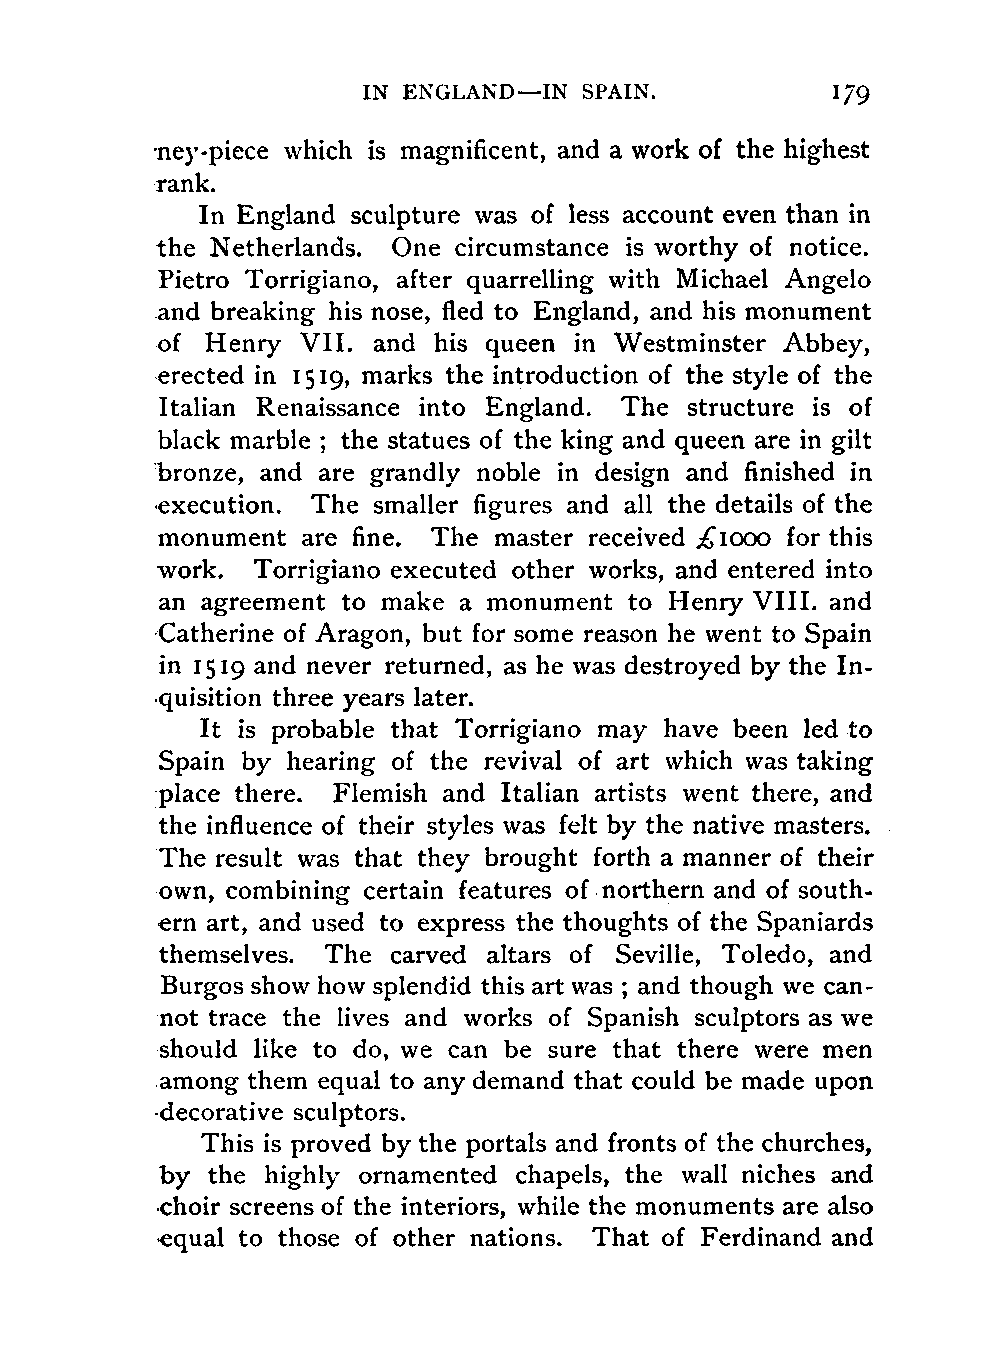 IN ENGLAND—IN SPAIN. 179
ney-piece which is magnificent, and a work of the highest
rank.
In England sculpture was of less account even than in
the Netherlands. One circumstance is worthy of notice.
Pietro Torrigiano, after quarrelling with Michael Angelo
and breaking his nose, fled to England, and his monument
of Henry VII. and his queen in Westminster Abbey,
erected in 1519, marks the introduction of the style of the
Italian Renaissance into England. The structure is of
black marble ; the statues of the king and queen are in gilt
bronze, and are grandly noble in design and finished in
execution. The smaller figures and all the details of the
monument are fine. The master received £1000 for this
work. Torrigiano executed other works, and entered into
an agreement to make a monument to Henry VIII. and
Catherine of Aragon, but for some reason he went to Spain
in 1519 and never returned, as he was destroyed by the In-
quisition three years later.
It is probable that Torrigiano may have been led to
Spain by hearing of the revival of art which was taking
place there. Flemish and Italian artists went there, and
the influence of their styles was felt by the native masters.
The result was that they brought forth a manner of their
own, combining certain features of northern and of south-
ern art, and used to express the thoughts of the Spaniards
themselves. The carved altars of Seville, Toledo, and
Burgos show how splendid this art was ; and though we can-
not trace the lives and works of Spanish sculptors as we
should like to do, we can be sure that there were men
among them equal to any demand that could be made upon
decorative sculptors.
This is proved by the portals and fronts of the churches,
by the highly ornamented chapels, the wall niches and
choir screens of the interiors, while the monuments are also
equal to those of other nations. That of Ferdinand and